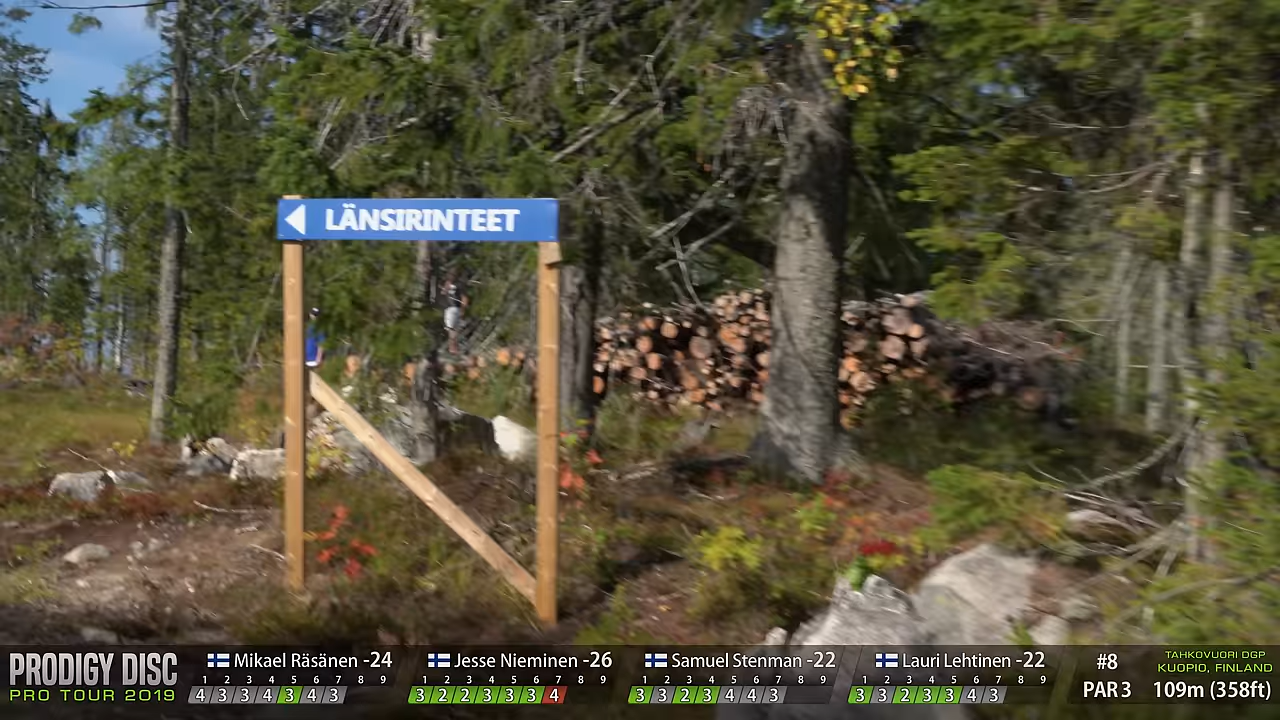 LÄNSIRINTEET
PRODIGY DISC
PRO TOUR 2019
Mikael Räsänen -24
1 2 3 4 5 6 7 8 9
4 3 3 4 3 4 3
Jesse Nieminen -26
1 2 3 4 5 6 7 8 9
3 2 2 3 3 3 4
Samuel Stenman -22
1 2 3 4 5 6 7 8 9
3 3 2 3 4 4 3
Lauri Lehtinen -22
1 2 3 4 5 6 7 8 9
3 3 2 3 3 4 3
#8
PAR 3
TAHKOVUORI DGP
KUOPIO, FINLAND
109m (358ft)